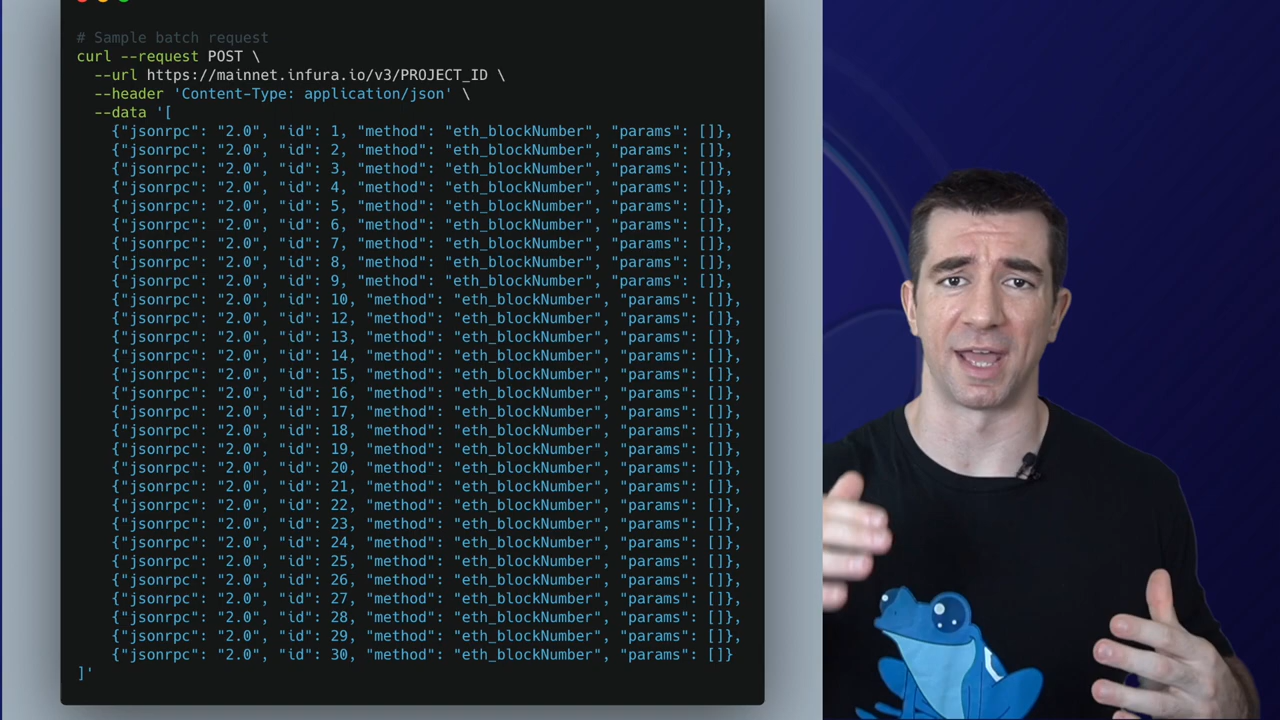 # Sample batch request
curl --request POST \
--url https://mainnet.infura.io/v3/PROJECT_ID \
--header 'Content-Type: application/json' \
--data '[
{"jsonrpc": "2.0", "id": 1, "method": "eth_blockNumber", "params": []},
{"jsonrpc": "2.0", "id": 2, "method": "eth_blockNumber", "params": []},
{"jsonrpc": "2.0", "id": 3, "method": "eth_blockNumber", "params": []},
{"jsonrpc": "2.0", "id": 4, "method": "eth_blockNumber", "params": []},
{"jsonrpc": "2.0", "id": 5, "method": "eth_blockNumber", "params": []},
{"jsonrpc": "2.0", "id": 6, "method": "eth_blockNumber", "params": []},
{"jsonrpc": "2.0", "id": 7, "method": "eth_blockNumber", "params": []},
{"jsonrpc": "2.0", "id": 8, "method": "eth_blockNumber", "params": []},
{"jsonrpc": "2.0", "id": 9, "method": "eth_blockNumber", "params": []},
{"jsonrpc": "2.0", "id": 10, "method": "eth_blockNumber", "params": []},
{"jsonrpc": "2.0", "id": 12, "method": "eth_blockNumber", "params": []},
{"jsonrpc": "2.0", "id": 13, "method": "eth_blockNumber", "params": []},
{"jsonrpc": "2.0", "id": 14, "method": "eth_blockNumber", "params": []},
{"jsonrpc": "2.0", "id": 15, "method": "eth_blockNumber", "params": []},
{"jsonrpc": "2.0", "id": 16, "method": "eth_blockNumber", "params": []},
{"jsonrpc": "2.0", "id": 17, "method": "eth_blockNumber", "params": []},
{"jsonrpc": "2.0", "id": 18, "method": "eth_blockNumber", "params": []},
{"jsonrpc": "2.0", "id": 19, "method": "eth_blockNumber", "params": []},
{"jsonrpc": "2.0", "id": 20, "method": "eth_blockNumber", "params": []},
{"jsonrpc": "2.0", "id": 21, "method": "eth_blockNumber", "params": []},
{"jsonrpc": "2.0", "id": 22, "method": "eth_blockNumber", "params": []},
{"jsonrpc": "2.0", "id": 23, "method": "eth_blockNumber", "params": []},
{"jsonrpc": "2.0", "id": 24, "method": "eth_blockNumber", "params": []},
{"jsonrpc": "2.0", "id": 25, "method": "eth_blockNumber", "params": []},
{"jsonrpc": "2.0", "id": 26, "method": "eth_blockNumber", "params": []},
{"jsonrpc": "2.0", "id": 27, "method": "eth_blockNumber", "params": []},
{"jsonrpc": "2.0", "id": 28, "method": "eth_blockNumber", "params": []},
{"jsonrpc": "2.0", "id": 29, "method": "eth_blockNumber", "params": []},
{"jsonrpc": "2.0", "id": 30, "method": "eth_blockNumber", "params": []}
]'